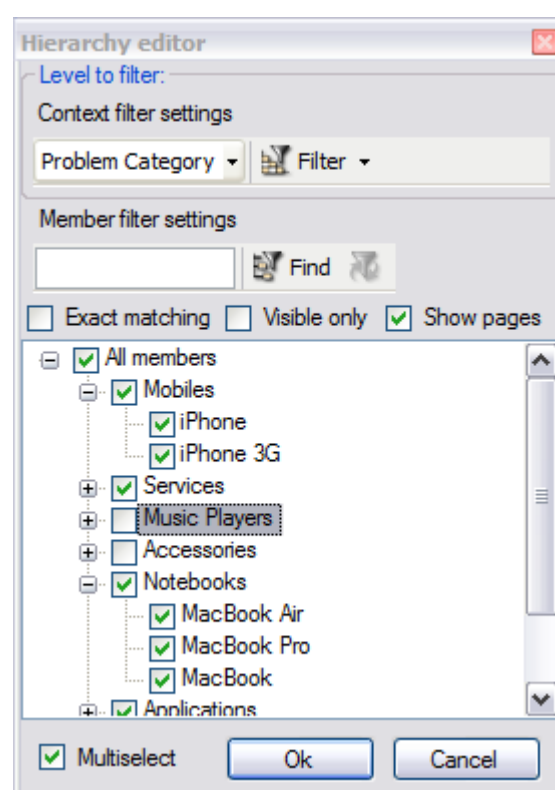 Hierarchy editor
Level to filter:
Context filter settings
Problem Category Filter
Member filter settings
Find
Exact matching Visible only Show pages
All members
Mobiles
iPhone
iPhone 3G
Services
Music Players
Accessories
Notebooks
MacBook Air
MacBook Pro
MacBook
Applications
Multiselect Ok Cancel